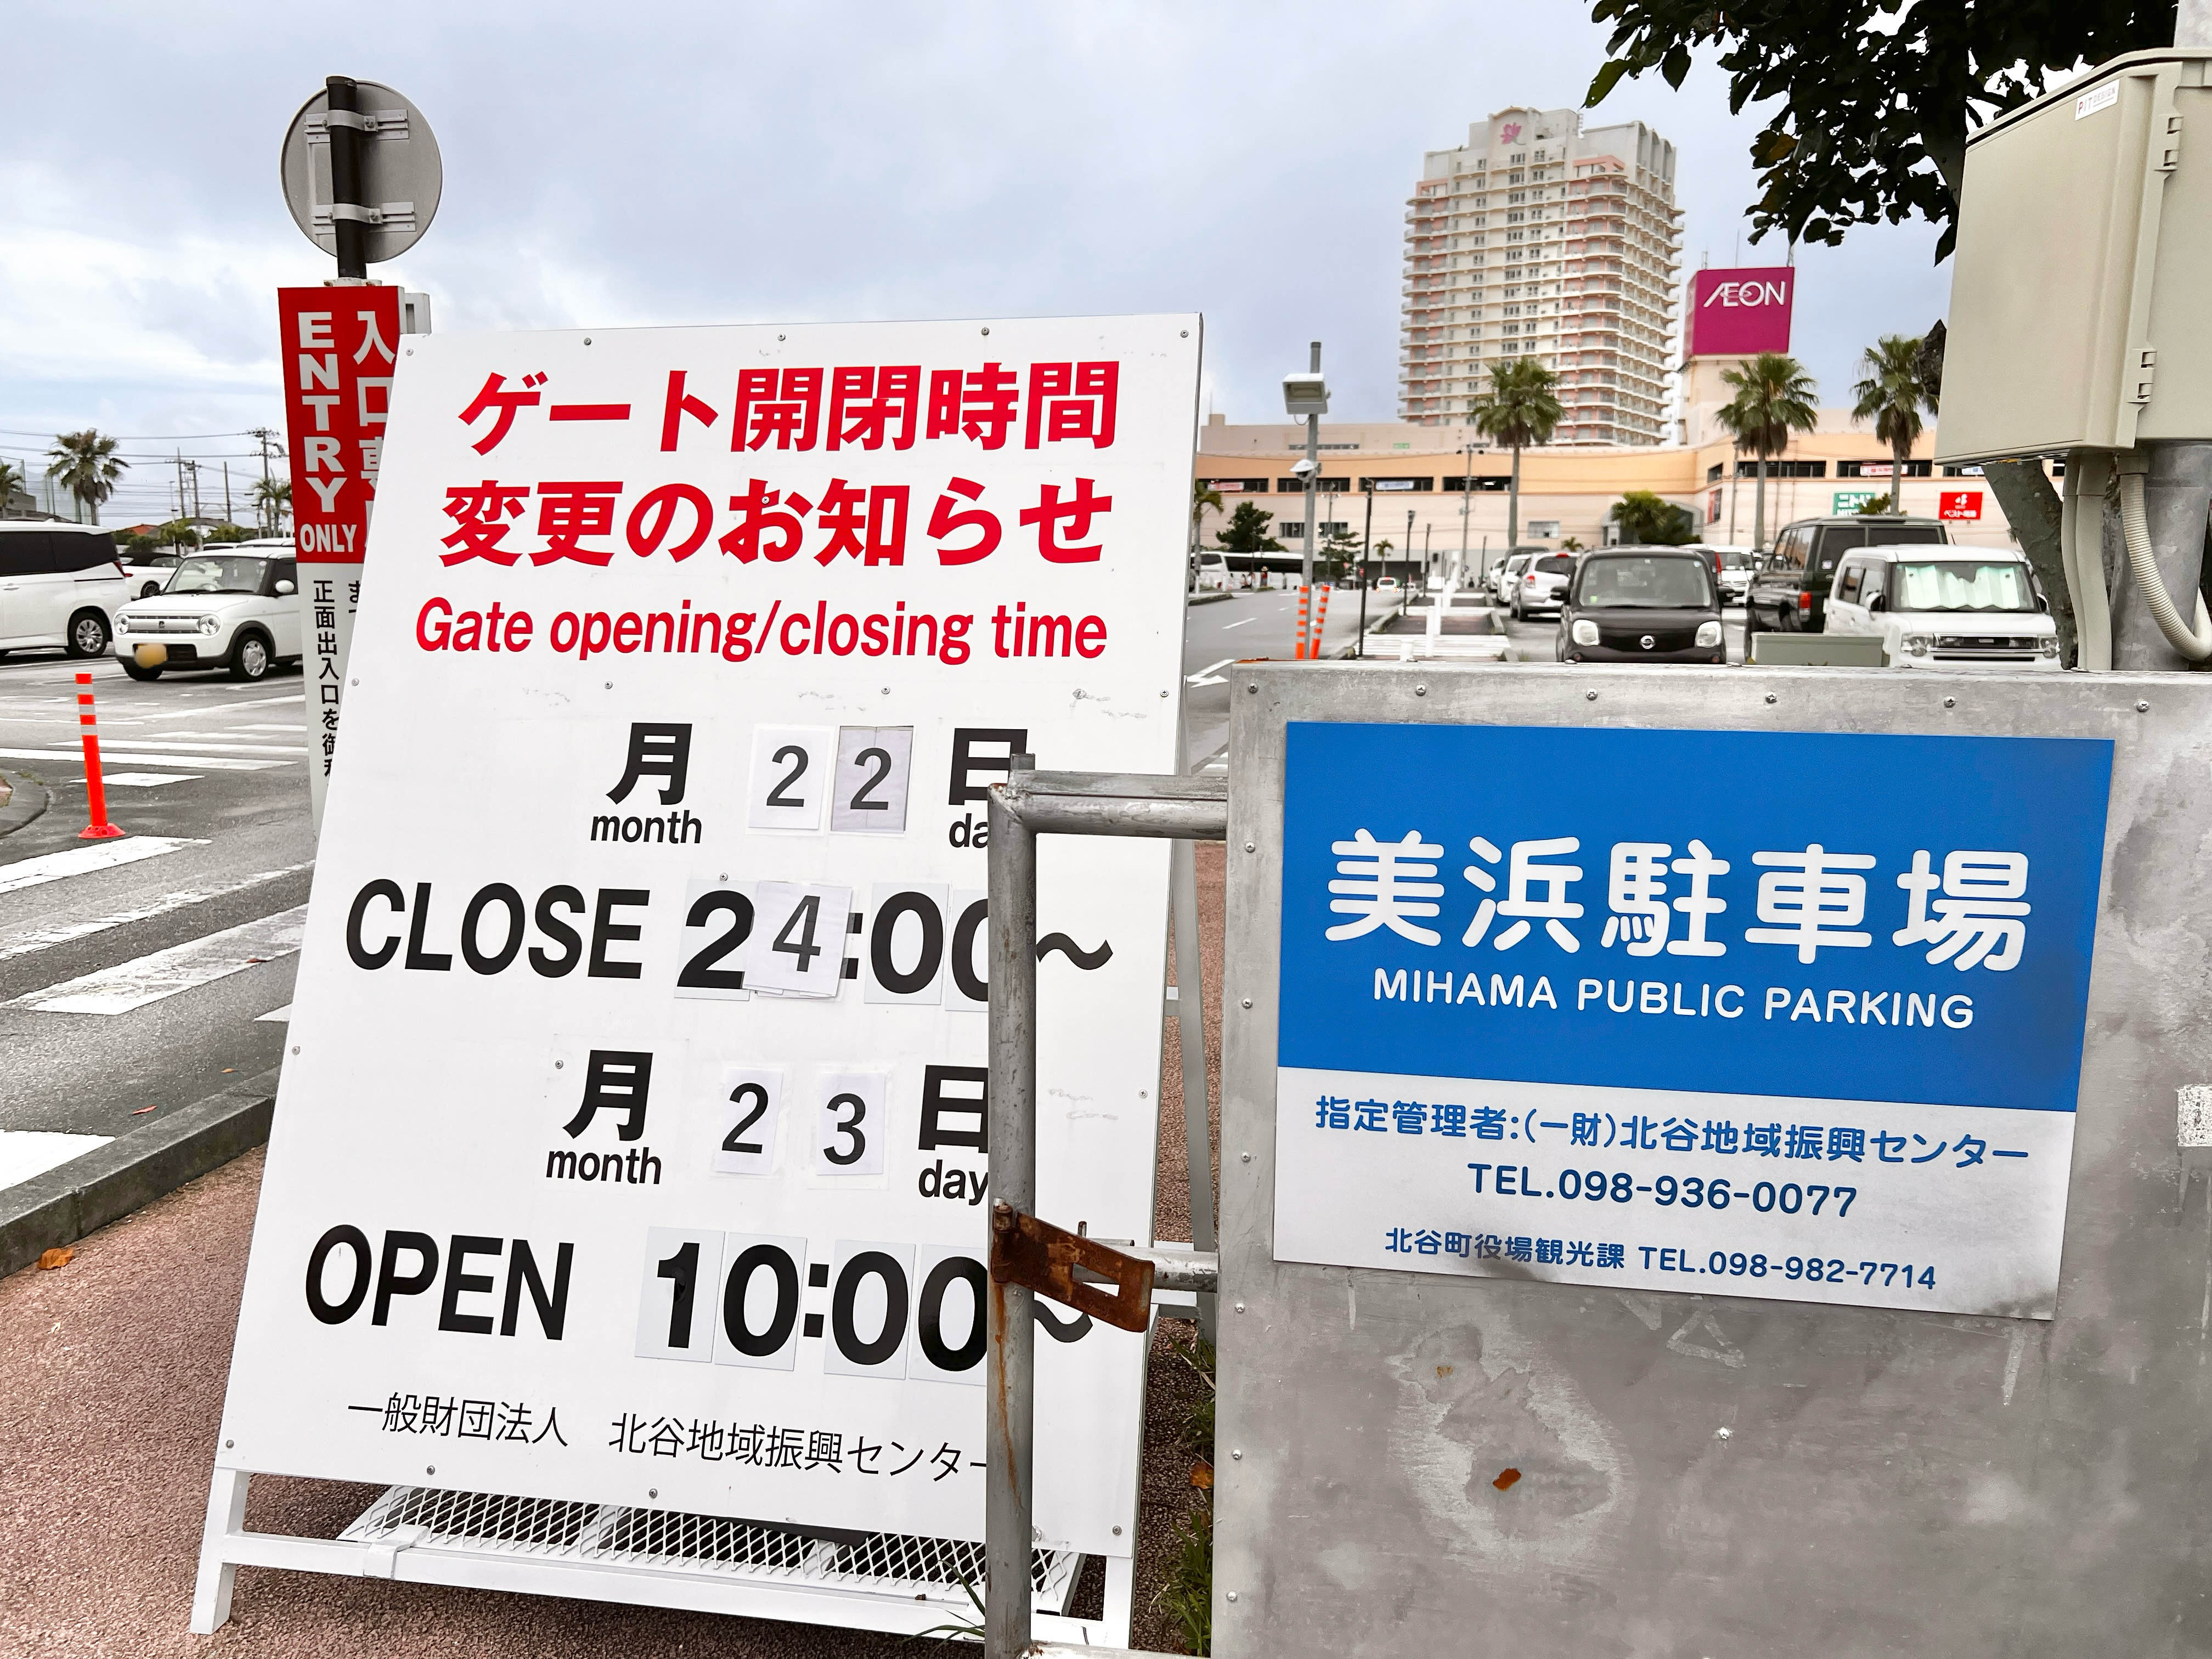 入口専
ENTRY
ONLY
正面出入口を御利
ゲート開閉時間
変更のお知らせ
Gate opening/closing time
月 22日
month da
CLOSE 24:00~
月 23日
month day
OPEN 10:00~
一般財団法人 北谷地域振興センター
AEON
美浜駐車場
MIHAMA PUBLIC PARKING
指定管理者:(一財)北谷地域振興センター
TEL.098-936-0077
北谷町役場観光課 TEL.098-982-7714